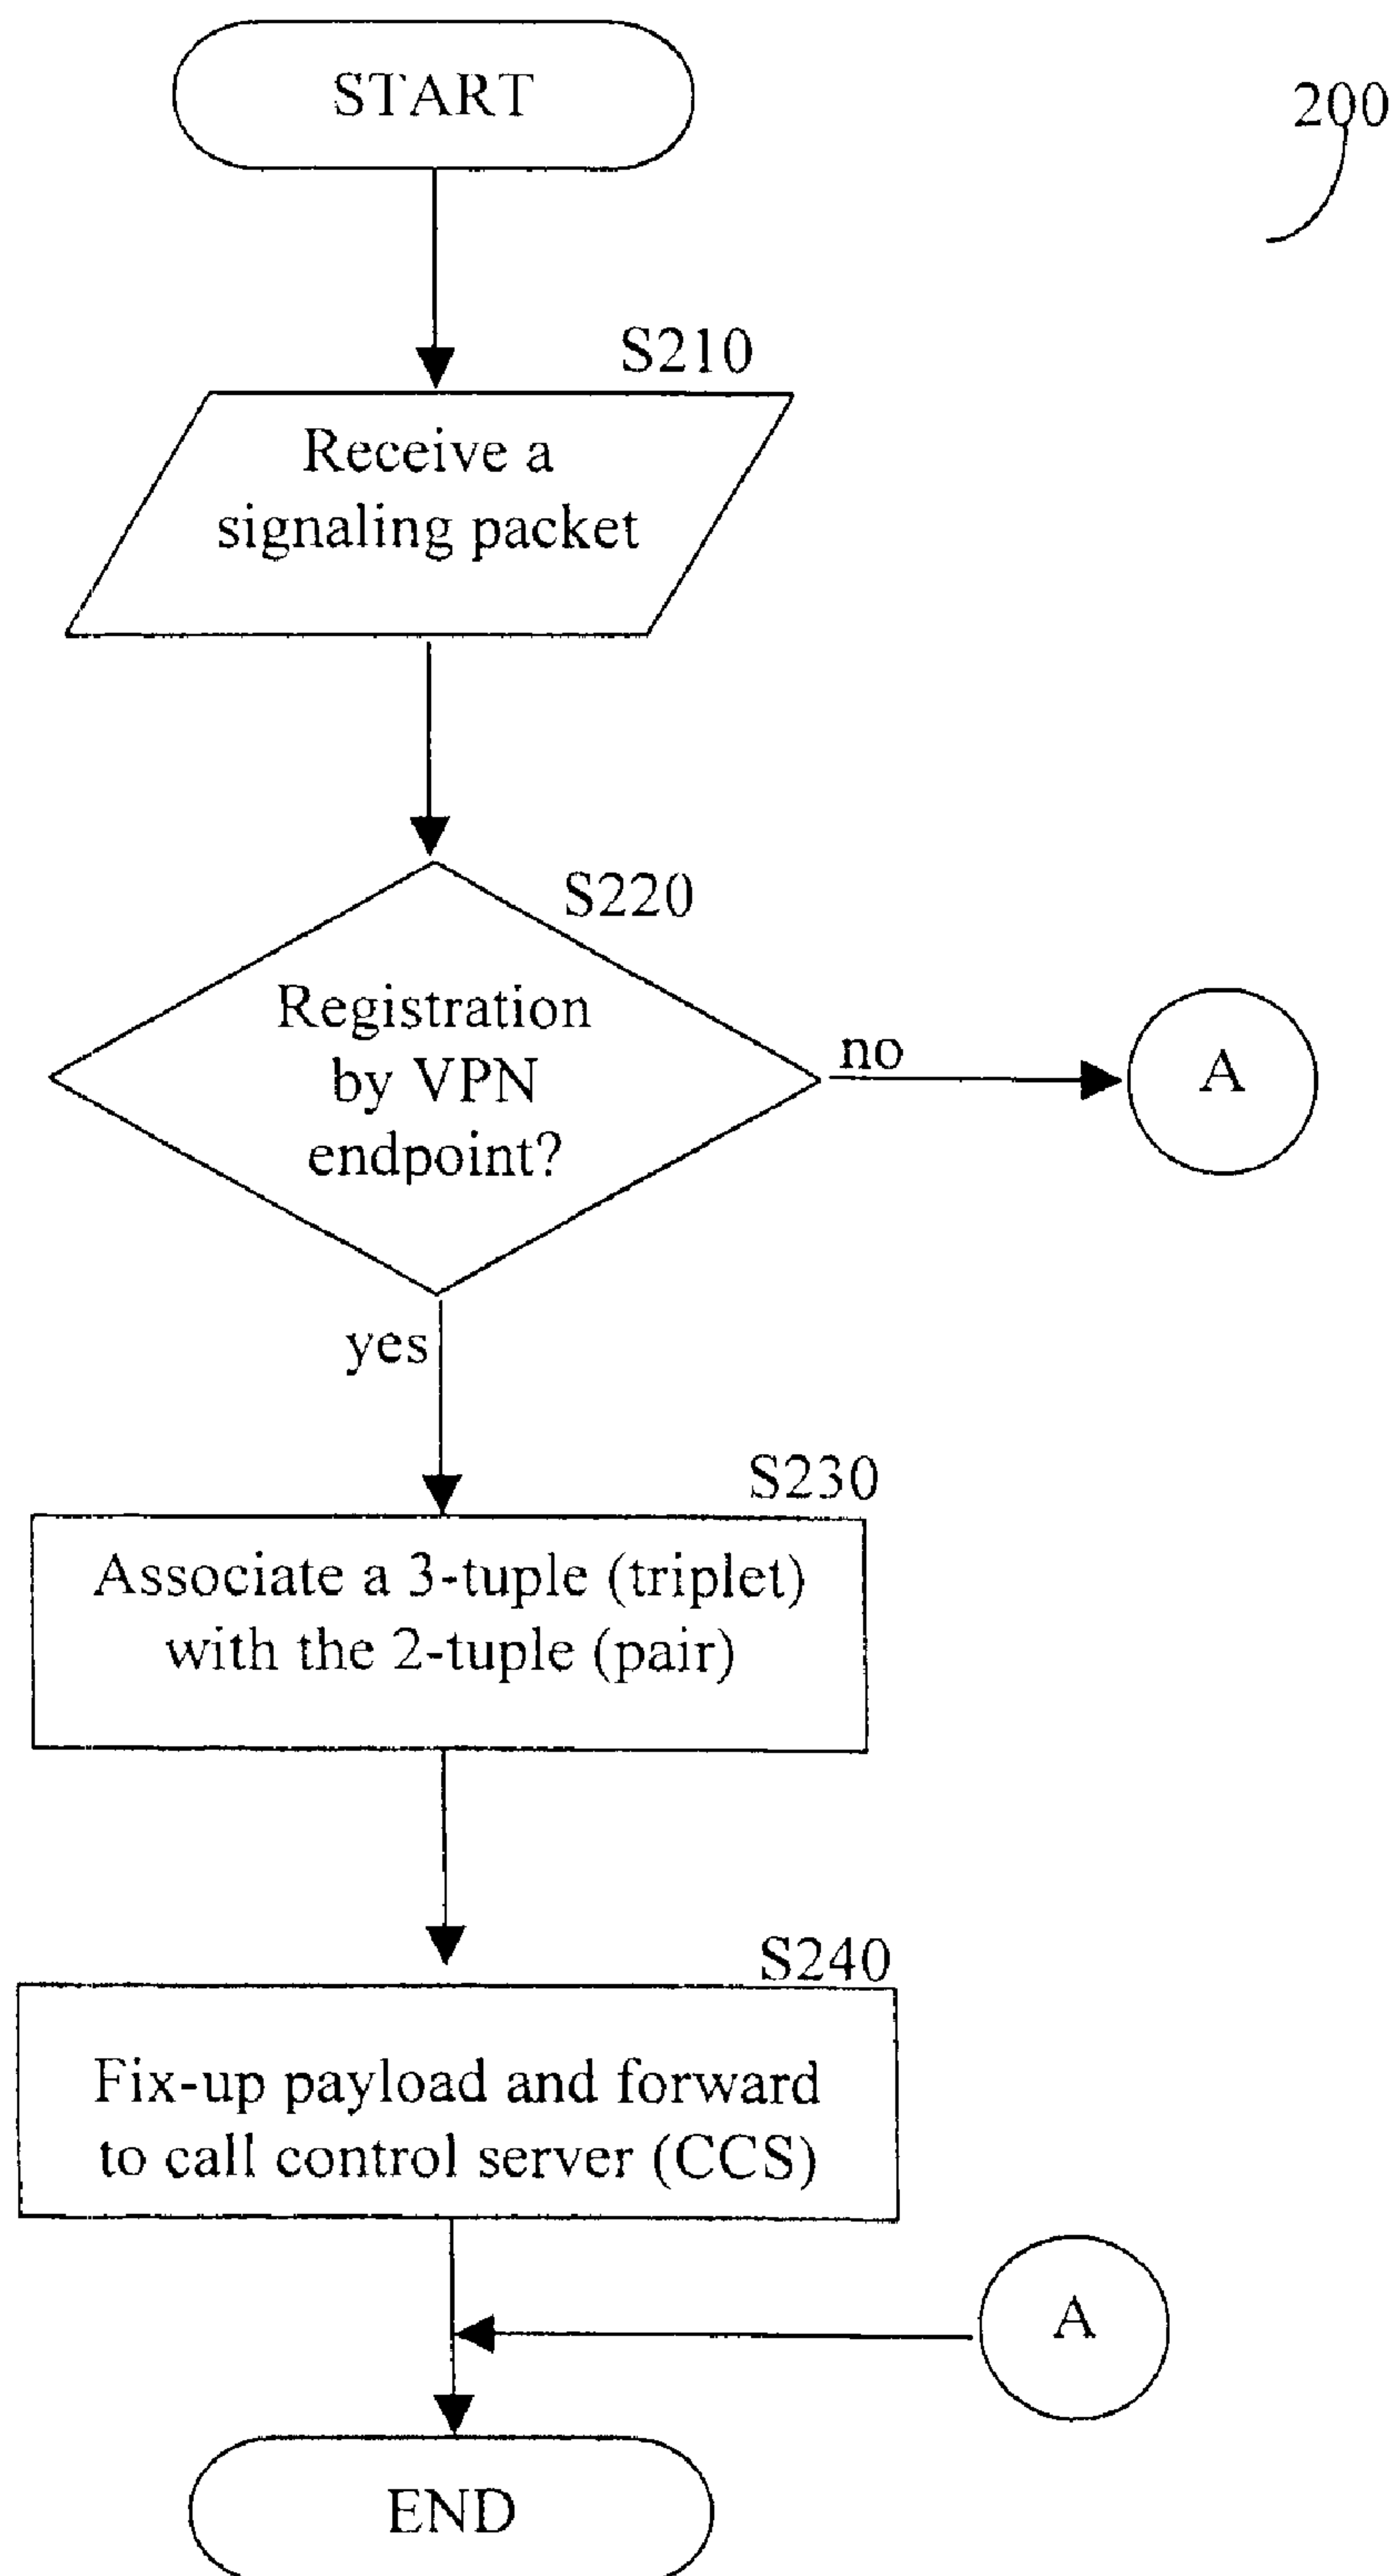 START
200
S210
Receive a
signaling packet
S220
Registration
by VPN
endpoint?
no
A
yes
S230
Associate a 3-tuple (triplet)
with the 2-tuple (pair)
S240
Fix-up payload and forward
to call control server (CCS)
A
END